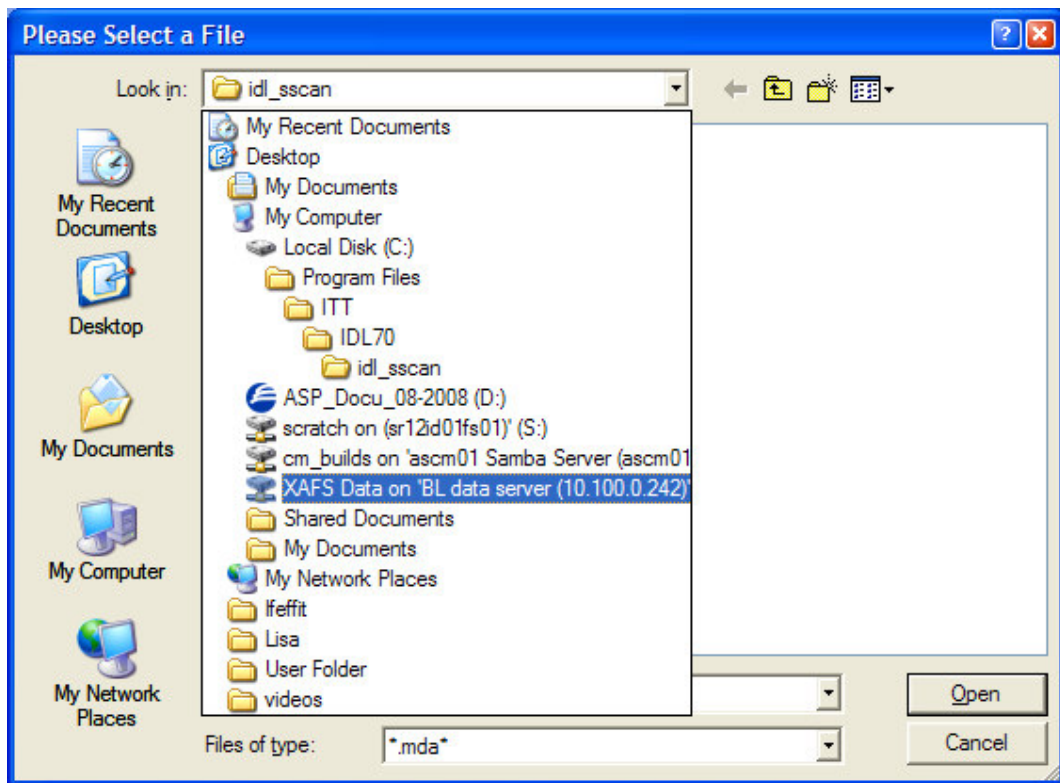 Please Select a File
Look in:
idl_sscan
My Recent Documents
Desktop
My Documents
My Computer
Local Disk (C:)
Program Files
ITT
IDL70
idl_sscan
ASP_Docu_08-2008 (D:)
scratch on (sr12id01fs01)' (S:)
cm_builds on 'ascm01 Samba Server (ascm01
XAFS Data on 'BL data server (10.100.0.242)'
Shared Documents
My Documents
My Network Places
Ifeffit
Lisa
User Folder
videos
My Recent
Documents
Desktop
My Documents
My Computer
My Network
Places
Open
Files of type:
*.mda*
Cancel